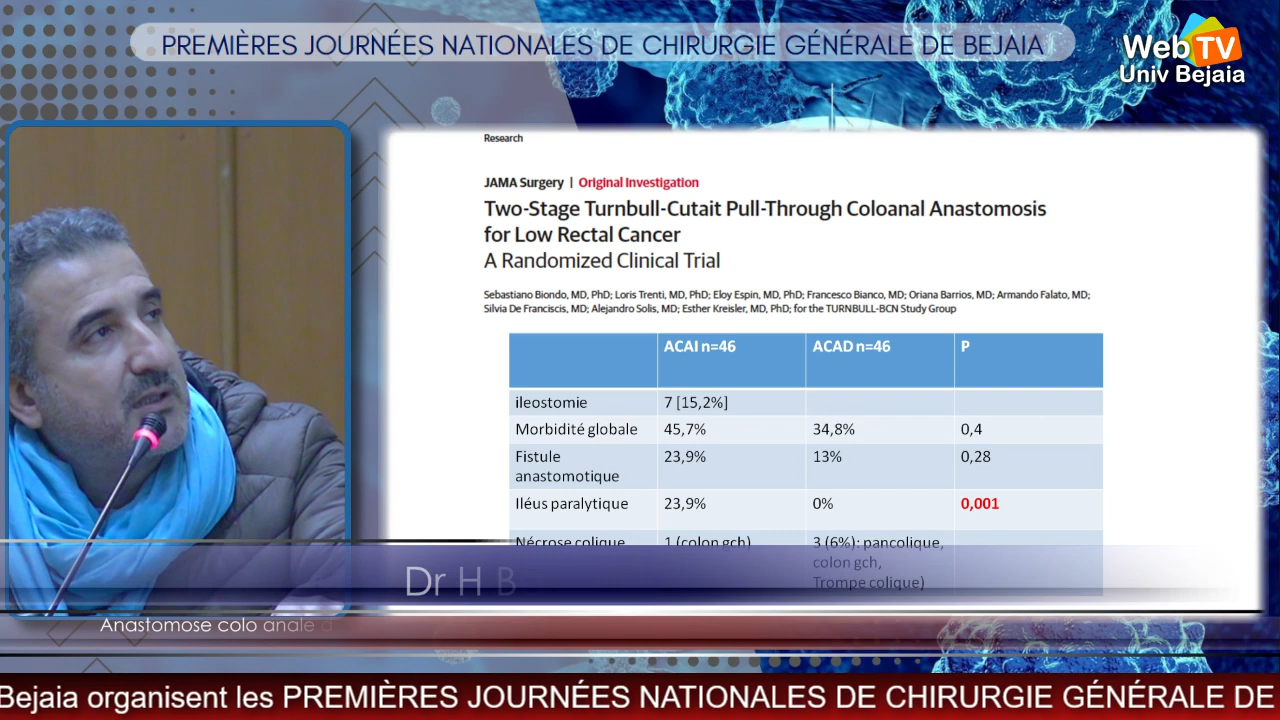 PREMIÈRES JOURNÉES NATIONALES DE CHIRURGIE GÉNÉRALE DE BEJAIA
Web TV
Univ Bejaia
Research
JAMA Surgery | Original Investigation
Two-Stage Turnbull-Cutait Pull-Through Coloanal Anastomosis
for Low Rectal Cancer
A Randomized Clinical Trial
Sebastiano Biondo, MD, PhD; Loris Trenti, MD, PhD; Eloy Espin, MD, PhD; Francesco Bianco, MD; Oriana Barrios, MD; Armando Falato, MD;
Silvia De Franciscis, MD; Alejandro Solis, MD; Esther Kreisler, MD, PhD; for the TURNBULL-BCN Study Group
ACAI n=46 ACAD n=46 P
ileostomie 7 [15,2%]
Morbidité globale 45,7% 34,8% 0,4
Fistule 23,9% 13% 0,28
anastomotique
Iléus paralytique 23,9% 0% 0,001
Nécrose colique 1 (colon gch) 3 (6%): pancolique,
colon gch,
Trompe colique)
Dr H B
Anastomose colo anale d
Bejaia organisent les PREMIÈRES JOURNÉES NATIONALES DE CHIRURGIE GÉNÉRALE DE